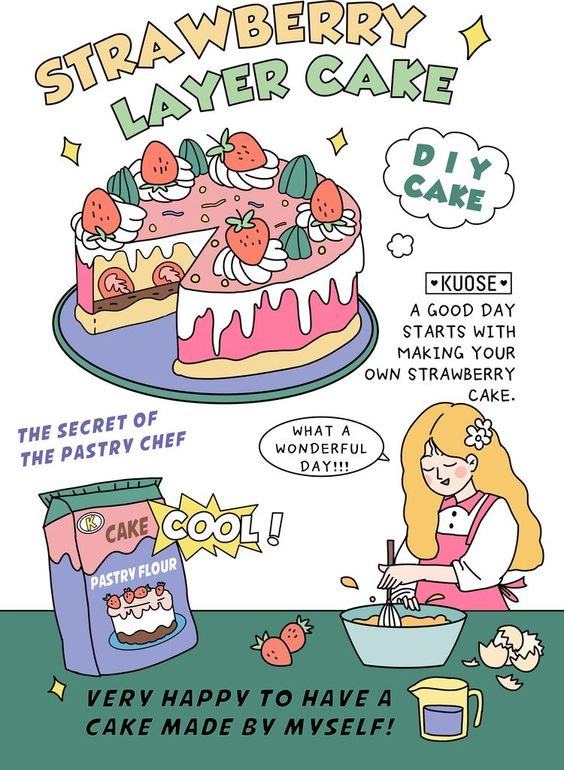 STRAWBERRY
LAYER CAKE
DIY
CAKE
♥KUOSE♥
A GOOD DAY
STARTS WITH
MAKING YOUR
OWN STRAWBERRY
CAKE.
THE SECRET OF
THE PASTRY CHEF
WHAT A
WONDERFUL
DAY!!!
K
CAKE
COOL!
PASTRY FLOUR
VERY HAPPY TO HAVE A
CAKE MADE BY MYSELF!